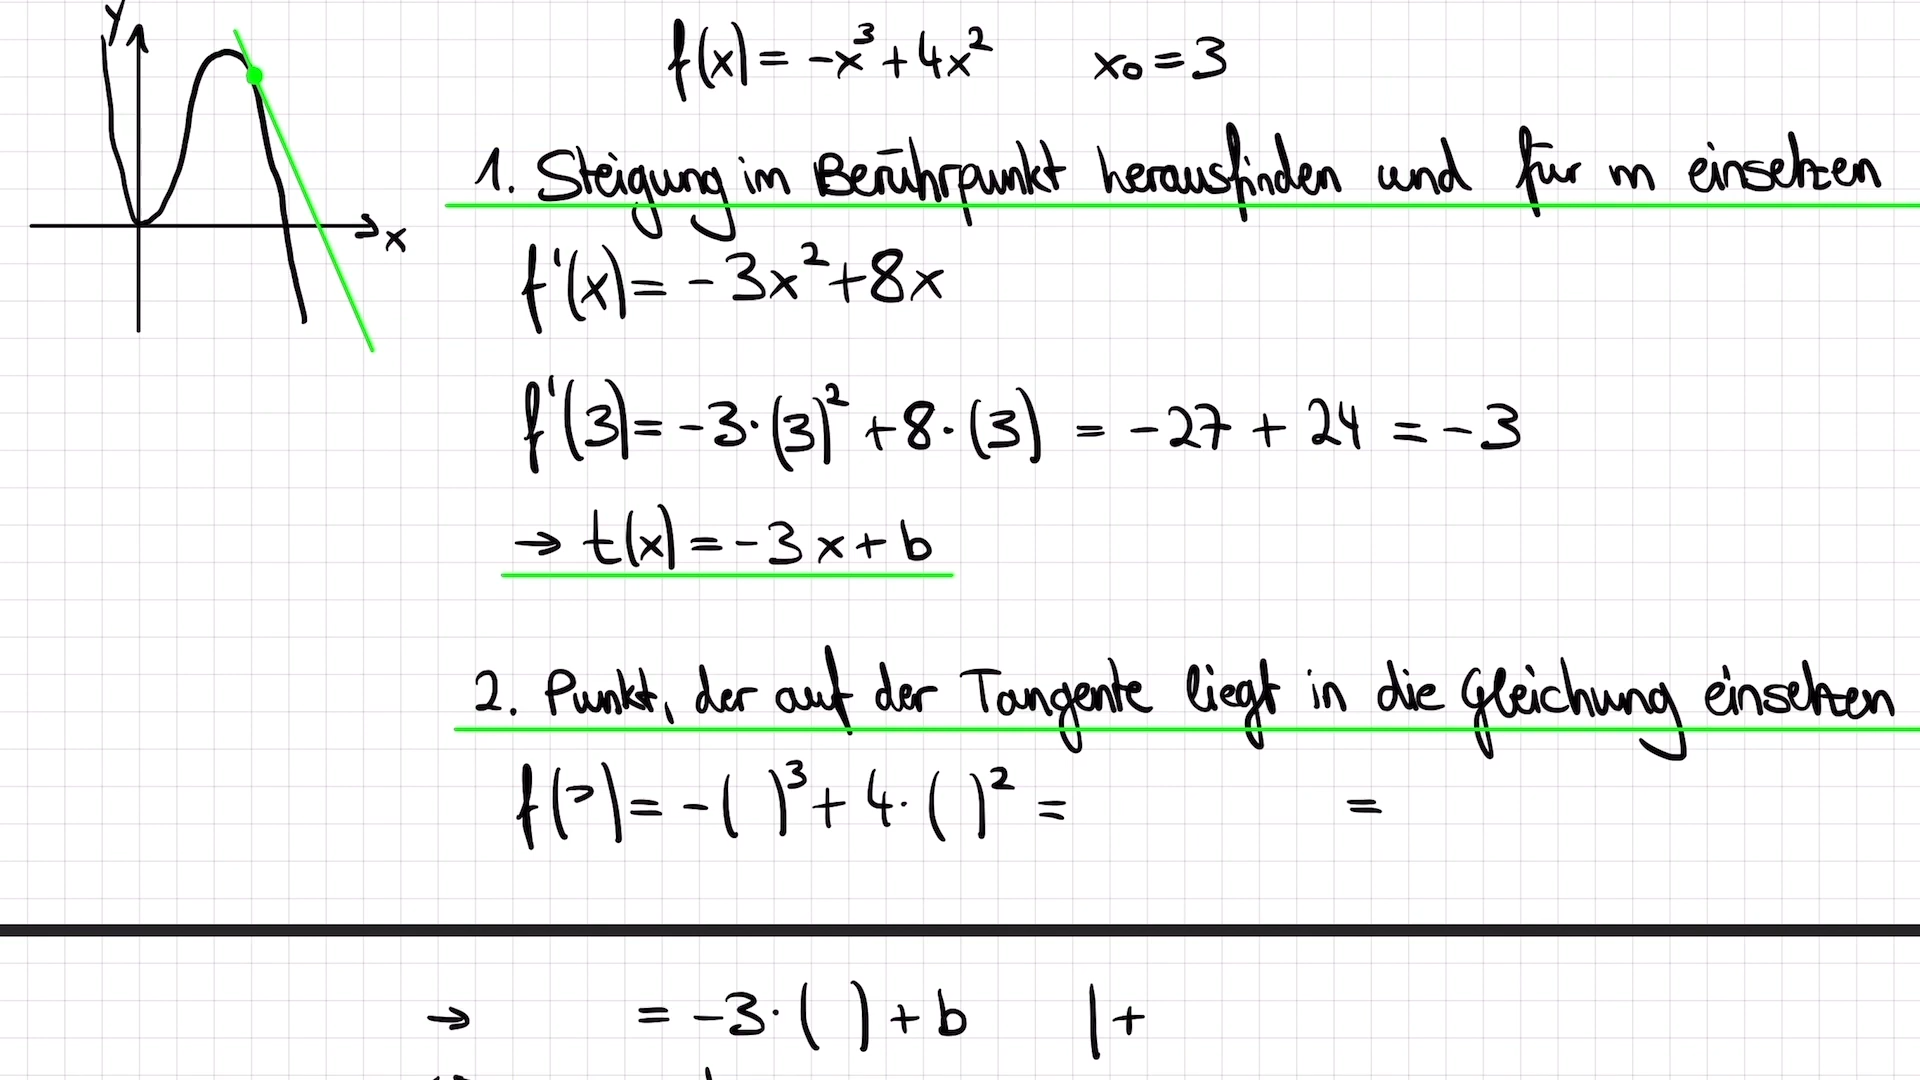 y
x
f(x) = -x³ + 4x² x₀ = 3
1. Steigung im Berührpunkt herausfinden und für m einsetzen
f'(x) = -3x² + 8x
f'(3) = -3·(3)² + 8·(3) = -27 + 24 = -3
→ t(x) = -3x + b
2. Punkt, der auf der Tangente liegt in die Gleichung einsetzen
= -( )³ + 4·( )² = =
→ = -3·( ) + b | +